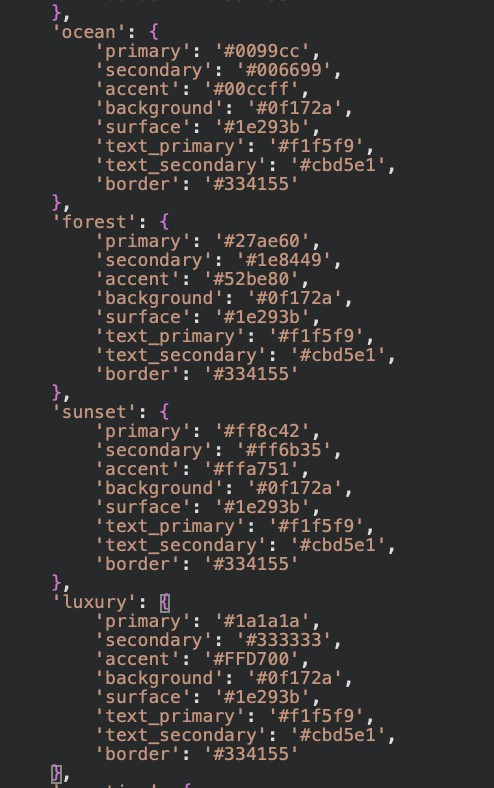 },
'ocean': {
'primary': '#0099cc',
'secondary': '#006699',
'accent': '#00ccff',
'background': '#0f172a',
'surface': '#1e293b',
'text_primary': '#f1f5f9',
'text_secondary': '#cbd5e1',
'border': '#334155'
},
'forest': {
'primary': '#27ae60',
'secondary': '#1e8449',
'accent': '#52be80',
'background': '#0f172a',
'surface': '#1e293b',
'text_primary': '#f1f5f9',
'text_secondary': '#cbd5e1',
'border': '#334155'
},
'sunset': {
'primary': '#ff8c42',
'secondary': '#ff6b35',
'accent': '#ffa751',
'background': '#0f172a',
'surface': '#1e293b',
'text_primary': '#f1f5f9',
'text_secondary': '#cbd5e1',
'border': '#334155'
},
'luxury': {
'primary': '#1a1a1a',
'secondary': '#333333',
'accent': '#FFD700',
'background': '#0f172a',
'surface': '#1e293b',
'text_primary': '#f1f5f9',
'text_secondary': '#cbd5e1',
'border': '#334155'
},